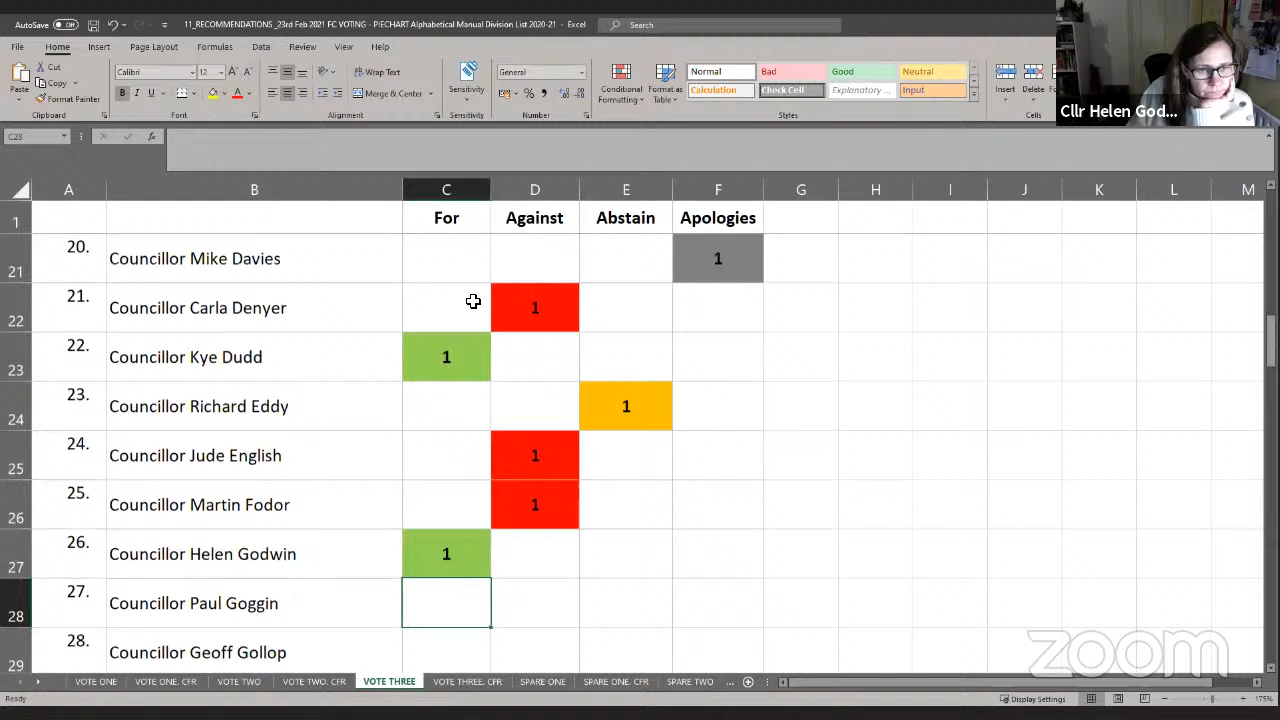 AutoSave Off 11_RECOMMENDATIONS_23rd Feb 2021 FC VOTING - PIECHART Alphabetical Manual Division List 2020-21 - Excel Search
File Home Insert Page Layout Formulas Data Review View Help
Cut
Copy
Format Painter
Paste
Calibri 12
B I U
Wrap Text
Merge & Center
Sensitivity
General
Conditional Formatting
Format as Table
Normal Bad Good Neutral
Calculation Check Cell Explanatory ... Input
Insert Delete
Clipboard Font Alignment Sensitivity Number Styles Cells
Cllr Helen God...
C28 fx
A B C D E F G H I J K L M
1 For Against Abstain Apologies
20.
21 Councillor Mike Davies 1
21.
22 Councillor Carla Denyer 1
22.
23 Councillor Kye Dudd 1
23.
24 Councillor Richard Eddy 1
24.
25 Councillor Jude English 1
25.
26 Councillor Martin Fodor 1
26.
27 Councillor Helen Godwin 1
27.
28 Councillor Paul Goggin
28.
29 Councillor Geoff Gollop
zoom
VOTE ONE VOTE ONE. CFR VOTE TWO VOTE TWO. CFR VOTE THREE VOTE THREE. CFR SPARE ONE SPARE ONE. CFR SPARE TWO ...
Ready Display Settings 175%